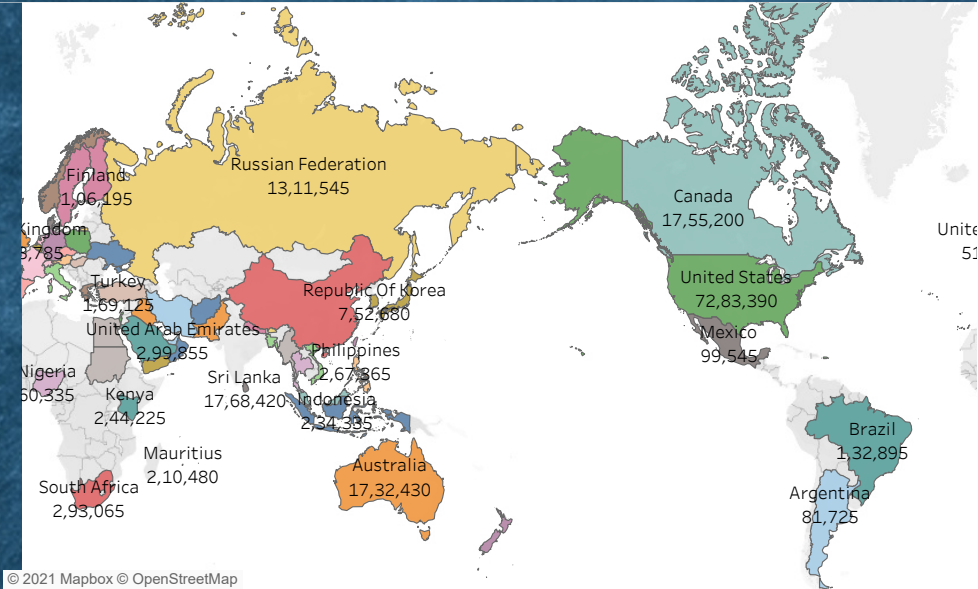 Russian Federation
13,11,545
Finland
1,06,195
Kingdom
3,785
Turkey
1,69,125
Republic Of Korea
7,52,680
United Arab Emirates
2,99,855
Philippines
2,67,365
Nigeria
60,335
Kenya
2,44,225
Sri Lanka
17,68,420
Indonesia
2,34,335
Mauritius
2,10,480
South Africa
2,93,065
Australia
17,32,430
Canada
17,55,200
United States
72,83,390
Mexico
99,545
Brazil
1,32,895
Argentina
81,725
Unite
51
© 2021 Mapbox © OpenStreetMap